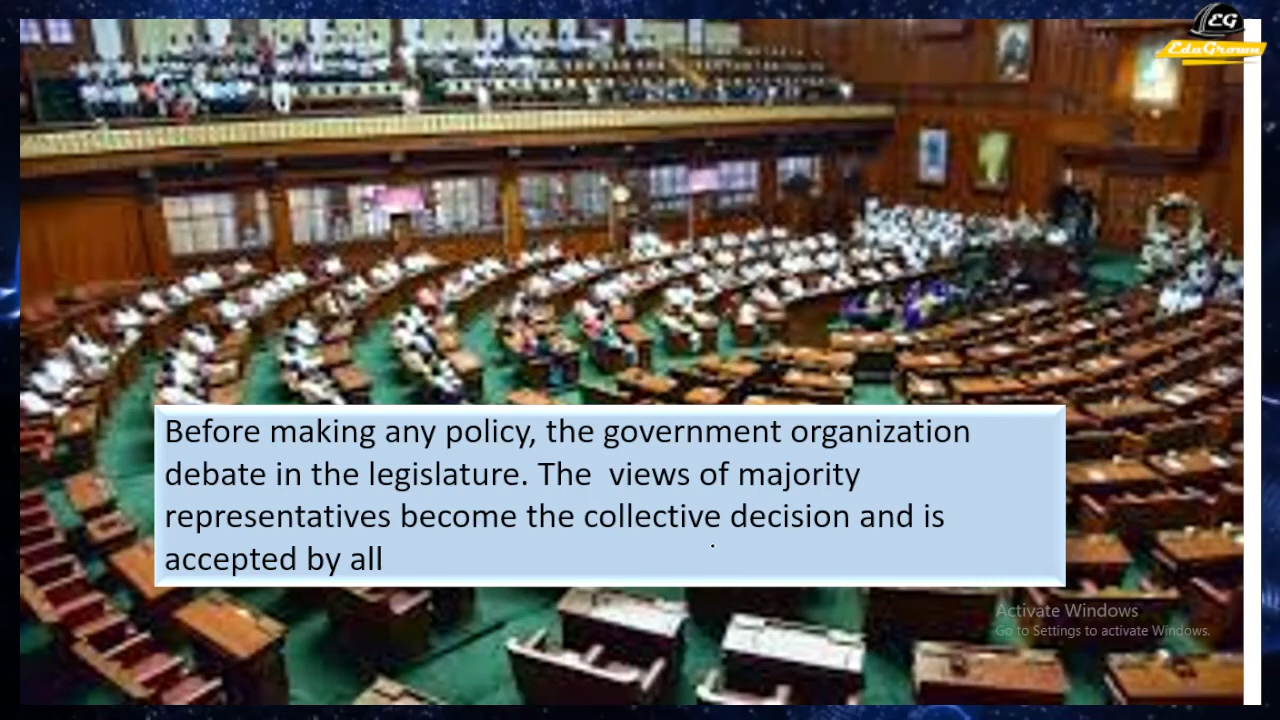 EG
EduGrown
Before making any policy, the government organization
debate in the legislature. The  views of majority
representatives become the collective decision and is
accepted by all
Activate Windows
Go to Settings to activate Windows.